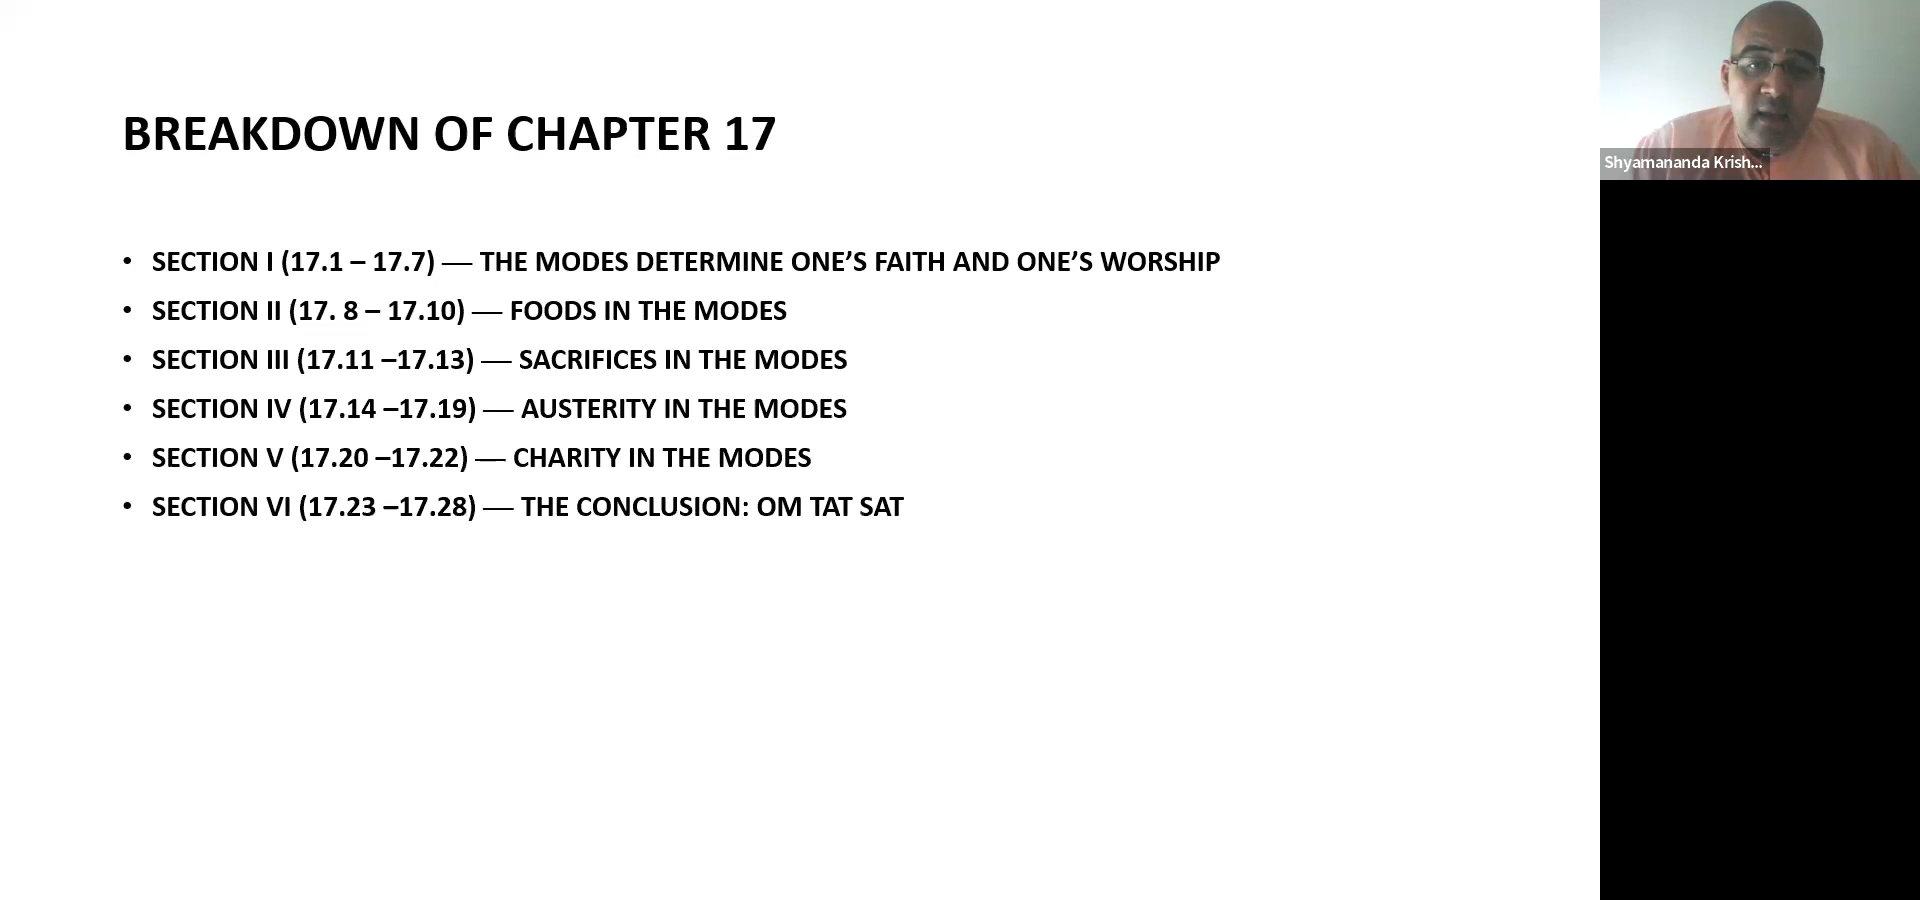 BREAKDOWN OF CHAPTER 17
• SECTION I (17.1 – 17.7) — THE MODES DETERMINE ONE’S FAITH AND ONE’S WORSHIP
• SECTION II (17. 8 – 17.10) — FOODS IN THE MODES
• SECTION III (17.11 –17.13) — SACRIFICES IN THE MODES
• SECTION IV (17.14 –17.19) — AUSTERITY IN THE MODES
• SECTION V (17.20 –17.22) — CHARITY IN THE MODES
• SECTION VI (17.23 –17.28) — THE CONCLUSION: OM TAT SAT
Shyamananda Krish...